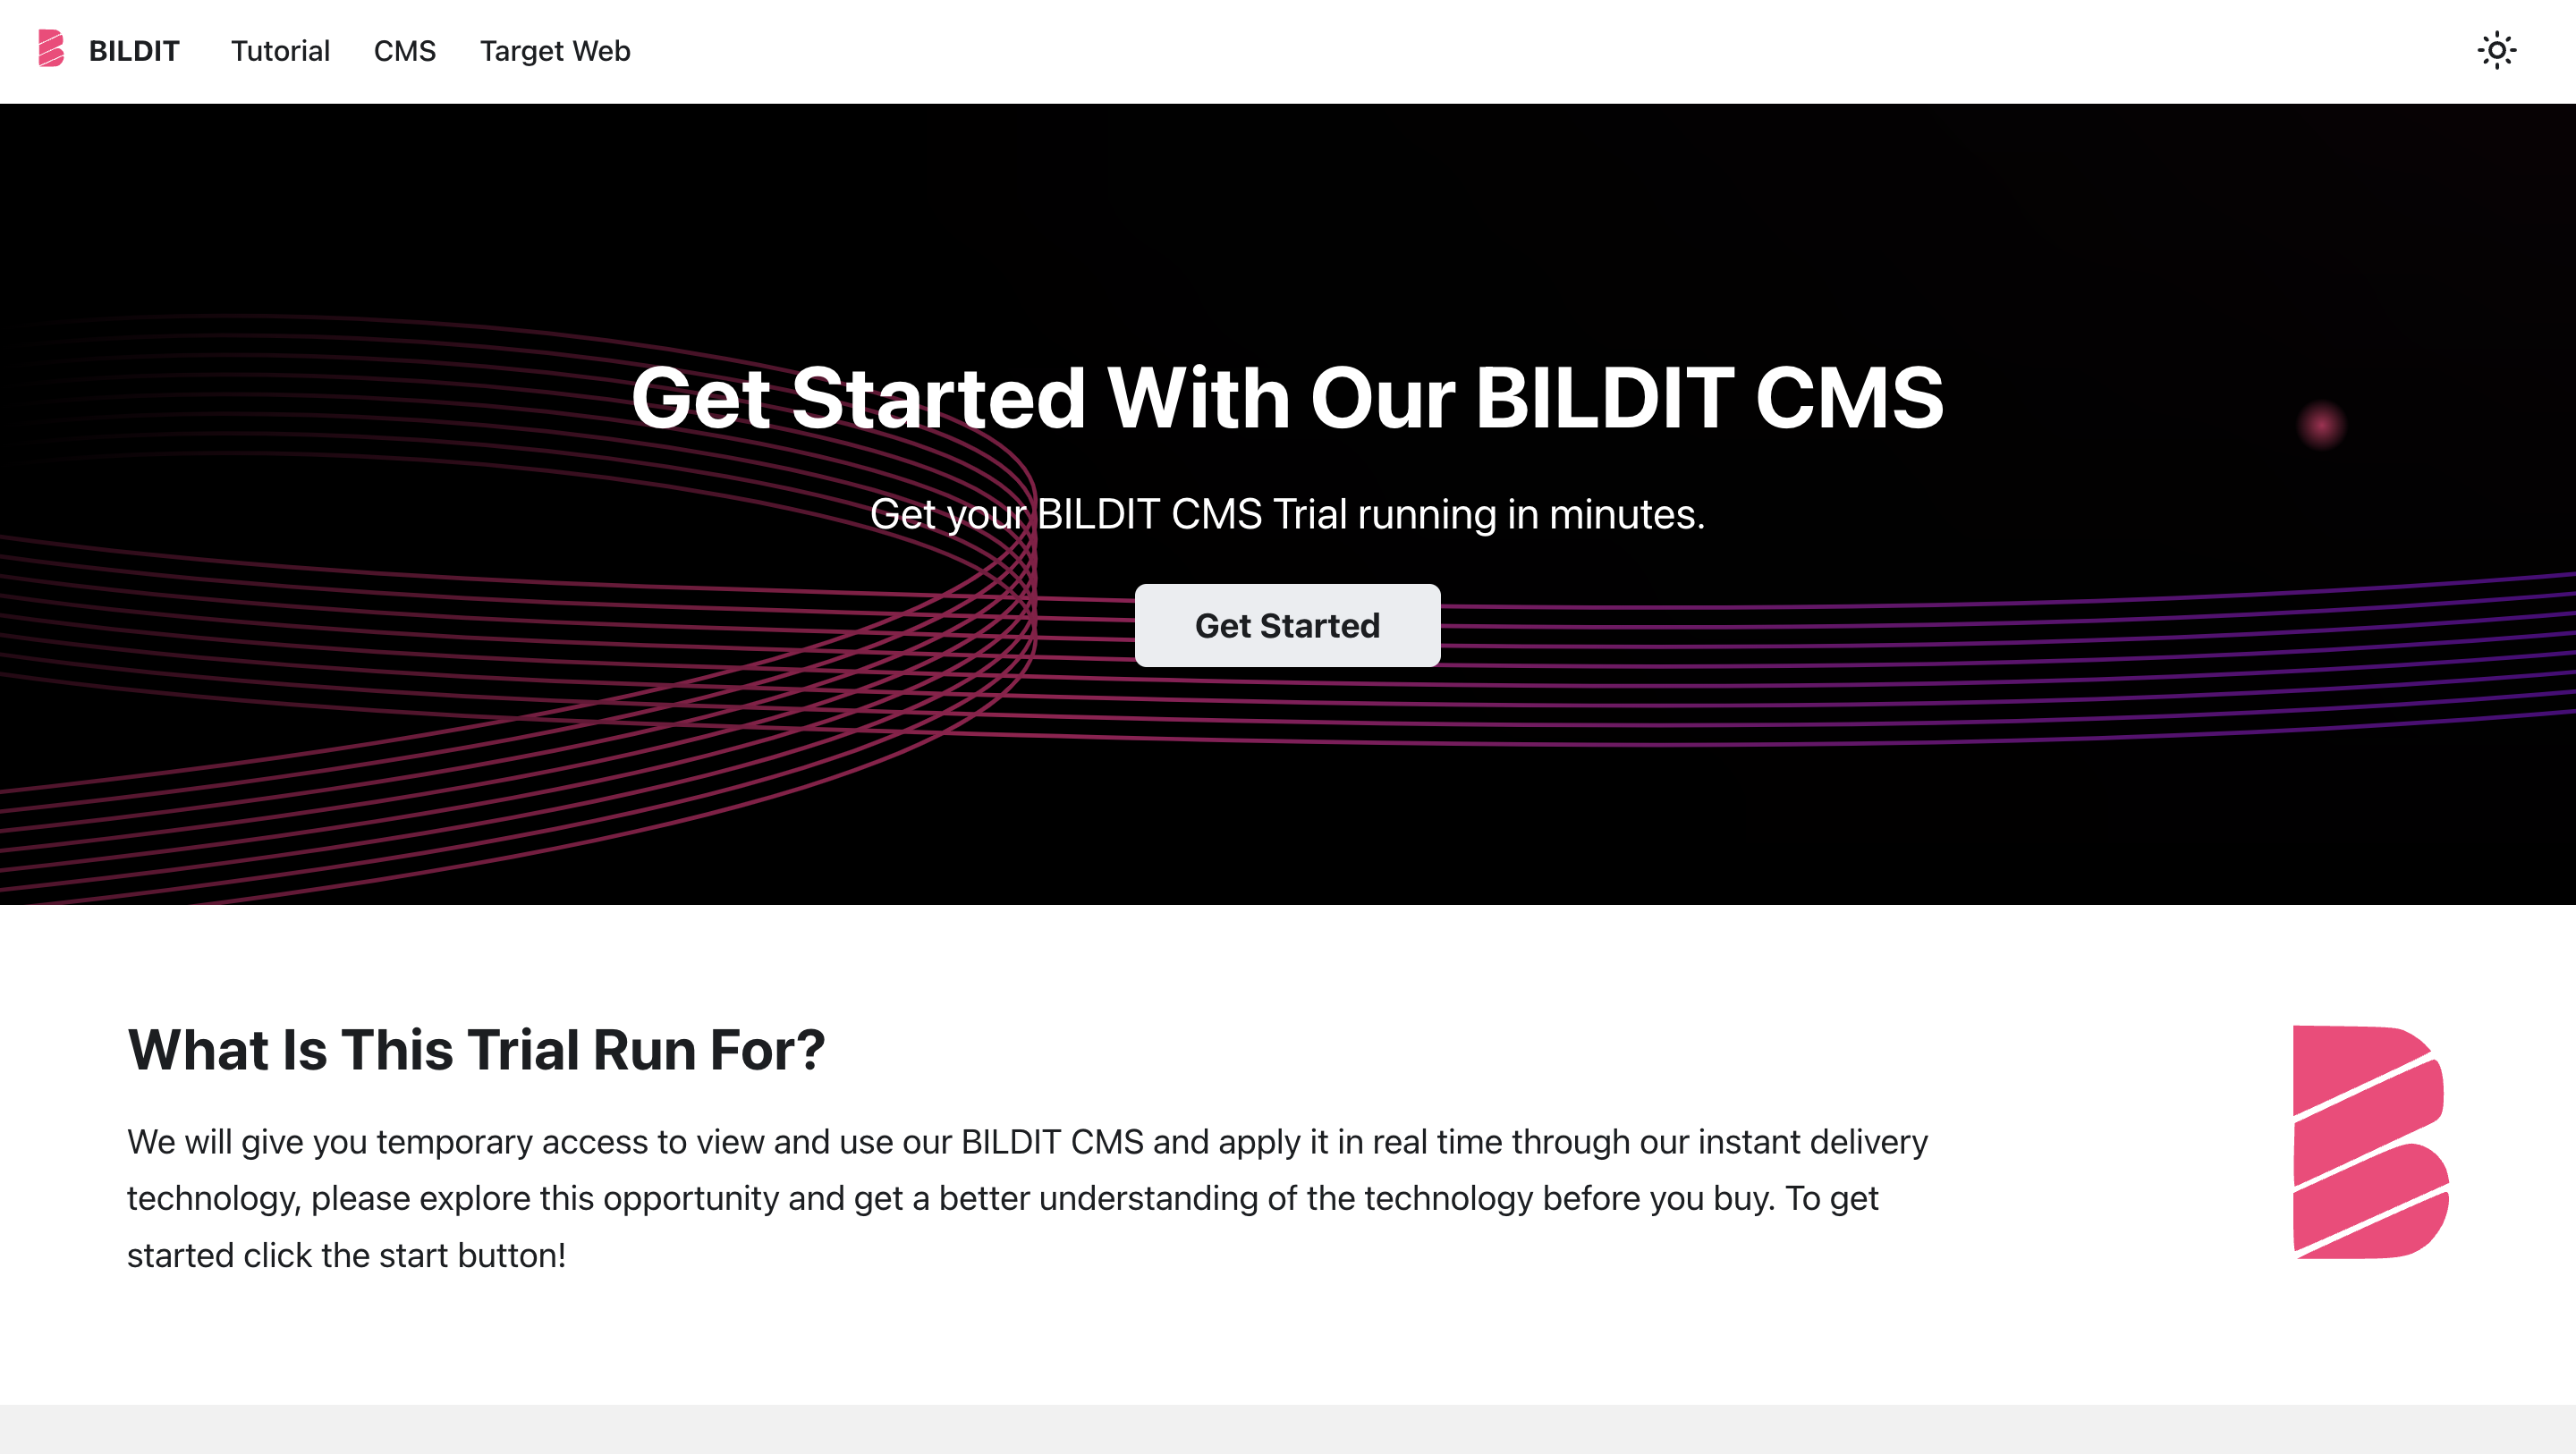 BILDIT
Tutorial
CMS
Target Web
Get Started With Our BILDIT CMS
Get your BILDIT CMS Trial running in minutes.
Get Started
What Is This Trial Run For?
We will give you temporary access to view and use our BILDIT CMS and apply it in real time through our instant delivery
technology, please explore this opportunity and get a better understanding of the technology before you buy. To get
started click the start button!